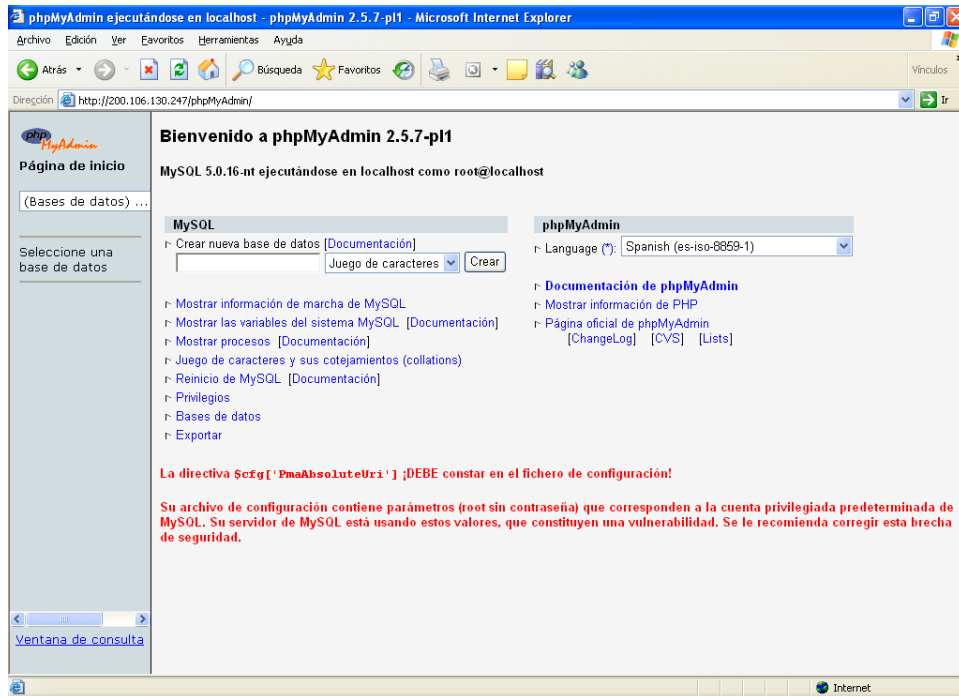 phpMyAdmin ejecutándose en localhost - phpMyAdmin 2.5.7-pl1 - Microsoft Internet Explorer
Archivo Edición Ver Favoritos Herramientas Ayuda
Atrás Búsqueda Favoritos Vínculos
Dirección http://200.106.130.247/phpMyAdmin/ Ir
php
MyAdmin
Página de inicio
(Bases de datos) ...
Seleccione una
base de datos
Ventana de consulta
Bienvenido a phpMyAdmin 2.5.7-pl1
MySQL 5.0.16-nt ejecutándose en localhost como root@localhost
MySQL
Crear nueva base de datos [Documentación]
Juego de caracteres Crear
Mostrar información de marcha de MySQL
Mostrar las variables del sistema MySQL [Documentación]
Mostrar procesos [Documentación]
Juego de caracteres y sus cotejamientos (collations)
Reinicio de MySQL [Documentación]
Privilegios
Bases de datos
Exportar
phpMyAdmin
Language (*): Spanish (es-iso-8859-1)
Documentación de phpMyAdmin
Mostrar información de PHP
Página oficial de phpMyAdmin
[ChangeLog] [CVS] [Lists]
La directiva $cfg['PmaAbsoluteUri'] ¡DEBE constar en el fichero de configuración!
Su archivo de configuración contiene parámetros (root sin contraseña) que corresponden a la cuenta privilegiada predeterminada de
MySQL. Su servidor de MySQL está usando estos valores, que constituyen una vulnerabilidad. Se le recomienda corregir esta brecha
de seguridad.
Internet